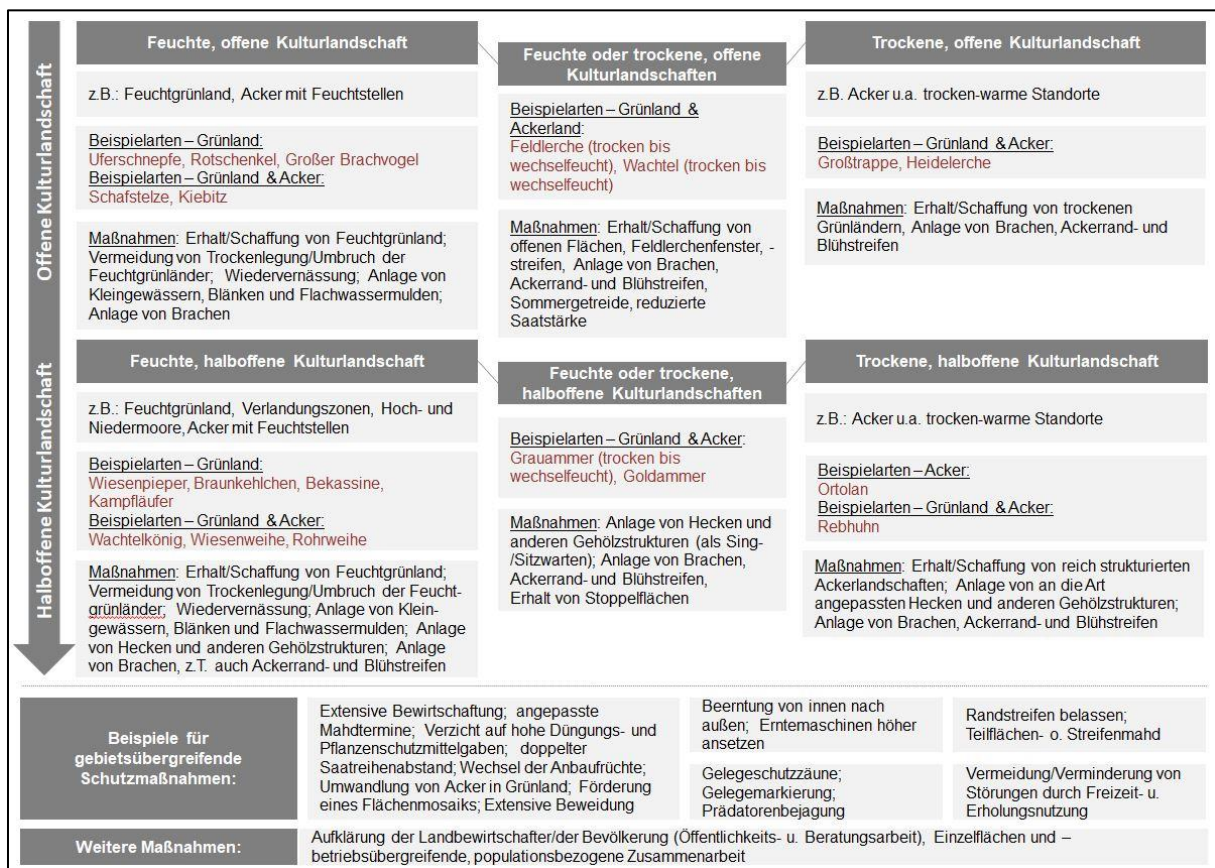 Offene Kulturlandschaft
Feuchte, offene Kulturlandschaft
z.B.: Feuchtgrünland, Acker mit Feuchtstellen
Beispielarten – Grünland:
Uferschnepfe, Rotschenkel, Großer Brachvogel
Beispielarten – Grünland & Acker:
Schafstelze, Kiebitz
Maßnahmen: Erhalt/Schaffung von Feuchtgrünland;
Vermeidung von Trockenlegung/Umbruch der
Feuchtgrünländer; Wiedervernässung; Anlage von
Kleingewässern, Blänken und Flachwassermulden;
Anlage von Brachen
Feuchte oder trockene, offene
Kulturlandschaften
Beispielarten – Grünland &
Ackerland:
Feldlerche (trocken bis
wechselfeucht), Wachtel (trocken bis
wechselfeucht)
Maßnahmen: Erhalt/Schaffung von
offenen Flächen, Feldlerchenfenster, -
streifen, Anlage von Brachen,
Ackerrand- und Blühstreifen,
Sommergetreide, reduzierte
Saatstärke
Trockene, offene Kulturlandschaft
z.B. Acker u.a. trocken-warme Standorte
Beispielarten – Grünland & Acker:
Großtrappe, Heidelerche
Maßnahmen: Erhalt/Schaffung von trockenen
Grünländern, Anlage von Brachen, Ackerrand- und
Blühstreifen
Halboffene Kulturlandschaft
Feuchte, halboffene Kulturlandschaft
z.B.: Feuchtgrünland, Verlandungszonen, Hoch- und
Niedermoore, Acker mit Feuchtstellen
Beispielarten – Grünland:
Wiesenpieper, Braunkehlchen, Bekassine,
Kampfläufer
Beispielarten – Grünland & Acker:
Wachtelkönig, Wiesenweihe, Rohrweihe
Maßnahmen: Erhalt/Schaffung von Feuchtgrünland;
Vermeidung von Trockenlegung/Umbruch der Feucht-
grünländer; Wiedervernässung; Anlage von Klein-
gewässern, Blänken und Flachwassermulden; Anlage
von Hecken und anderen Gehölzstrukturen; Anlage
von Brachen, z.T. auch Ackerrand- und Blühstreifen
Feuchte oder trockene,
halboffene Kulturlandschaften
Beispielarten – Grünland & Acker:
Grauammer (trocken bis
wechselfeucht), Goldammer
Maßnahmen: Anlage von Hecken und
anderen Gehölzstrukturen (als Sing-
/Sitzwarten); Anlage von Brachen,
Ackerrand- und Blühstreifen,
Erhalt von Stoppelflächen
Trockene, halboffene Kulturlandschaft
z.B.: Acker u.a. trocken-warme Standorte
Beispielarten – Acker:
Ortolan
Beispielarten – Grünland & Acker:
Rebhuhn
Maßnahmen: Erhalt/Schaffung von reich strukturierten
Ackerlandschaften; Anlage von an die Art
angepassten Hecken und anderen Gehölzstrukturen;
Anlage von Brachen, Ackerrand- und Blühstreifen
Beispiele für
gebietsübergreifende
Schutzmaßnahmen:
Extensive Bewirtschaftung; angepasste
Mahdtermine; Verzicht auf hohe Düngungs- und
Pflanzenschutzmittelgaben; doppelter
Saatreihenabstand; Wechsel der Anbaufrüchte;
Umwandlung von Acker in Grünland; Förderung
eines Flächenmosaiks; Extensive Beweidung
Beerntung von innen nach
außen; Erntemaschinen höher
ansetzen
Gelegeschutzzäune;
Gelegemarkierung;
Prädatorenbejagung
Randstreifen belassen;
Teilflächen- o. Streifenmahd
Vermeidung/Verminderung von
Störungen durch Freizeit- u.
Erholungsnutzung
Weitere Maßnahmen:
Aufklärung der Landbewirtschafter/der Bevölkerung (Öffentlichkeits- u. Beratungsarbeit), Einzelflächen und –
betriebsübergreifende, populationsbezogene Zusammenarbeit